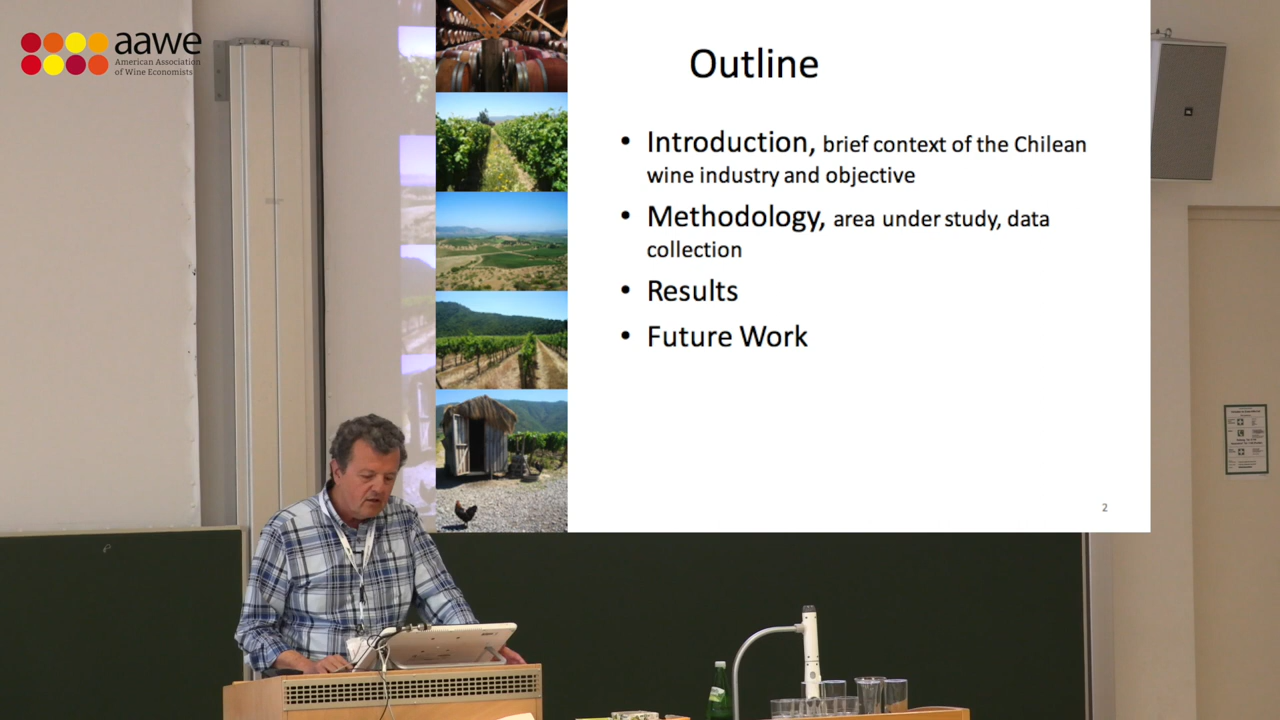 aawe
American Association
of Wine Economists
Outline
• Introduction, brief context of the Chilean
wine industry and objective
• Methodology, area under study, data
collection
• Results
• Future Work
2